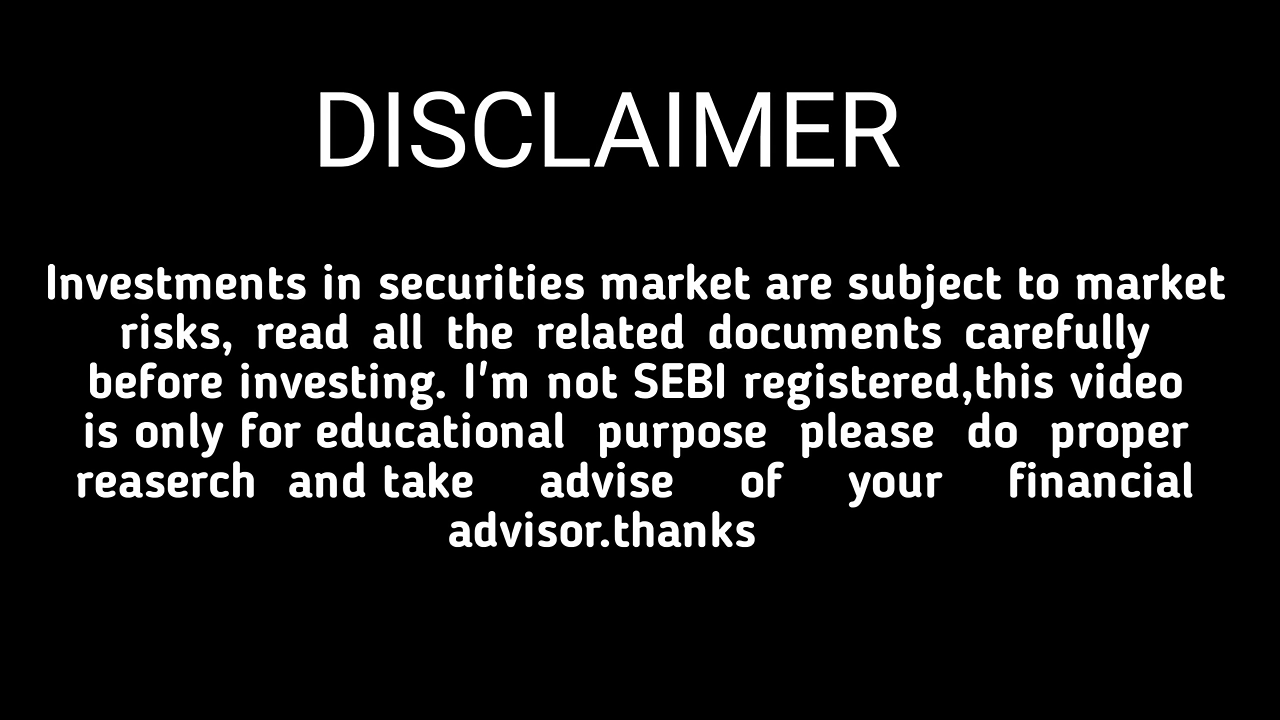 DISCLAIMER
Investments in securities market are subject to market
risks, read all the related documents carefully
before investing. I'm not SEBI registered,this video
is only for educational purpose please do proper
reaserch and take advise of your financial
advisor.thanks